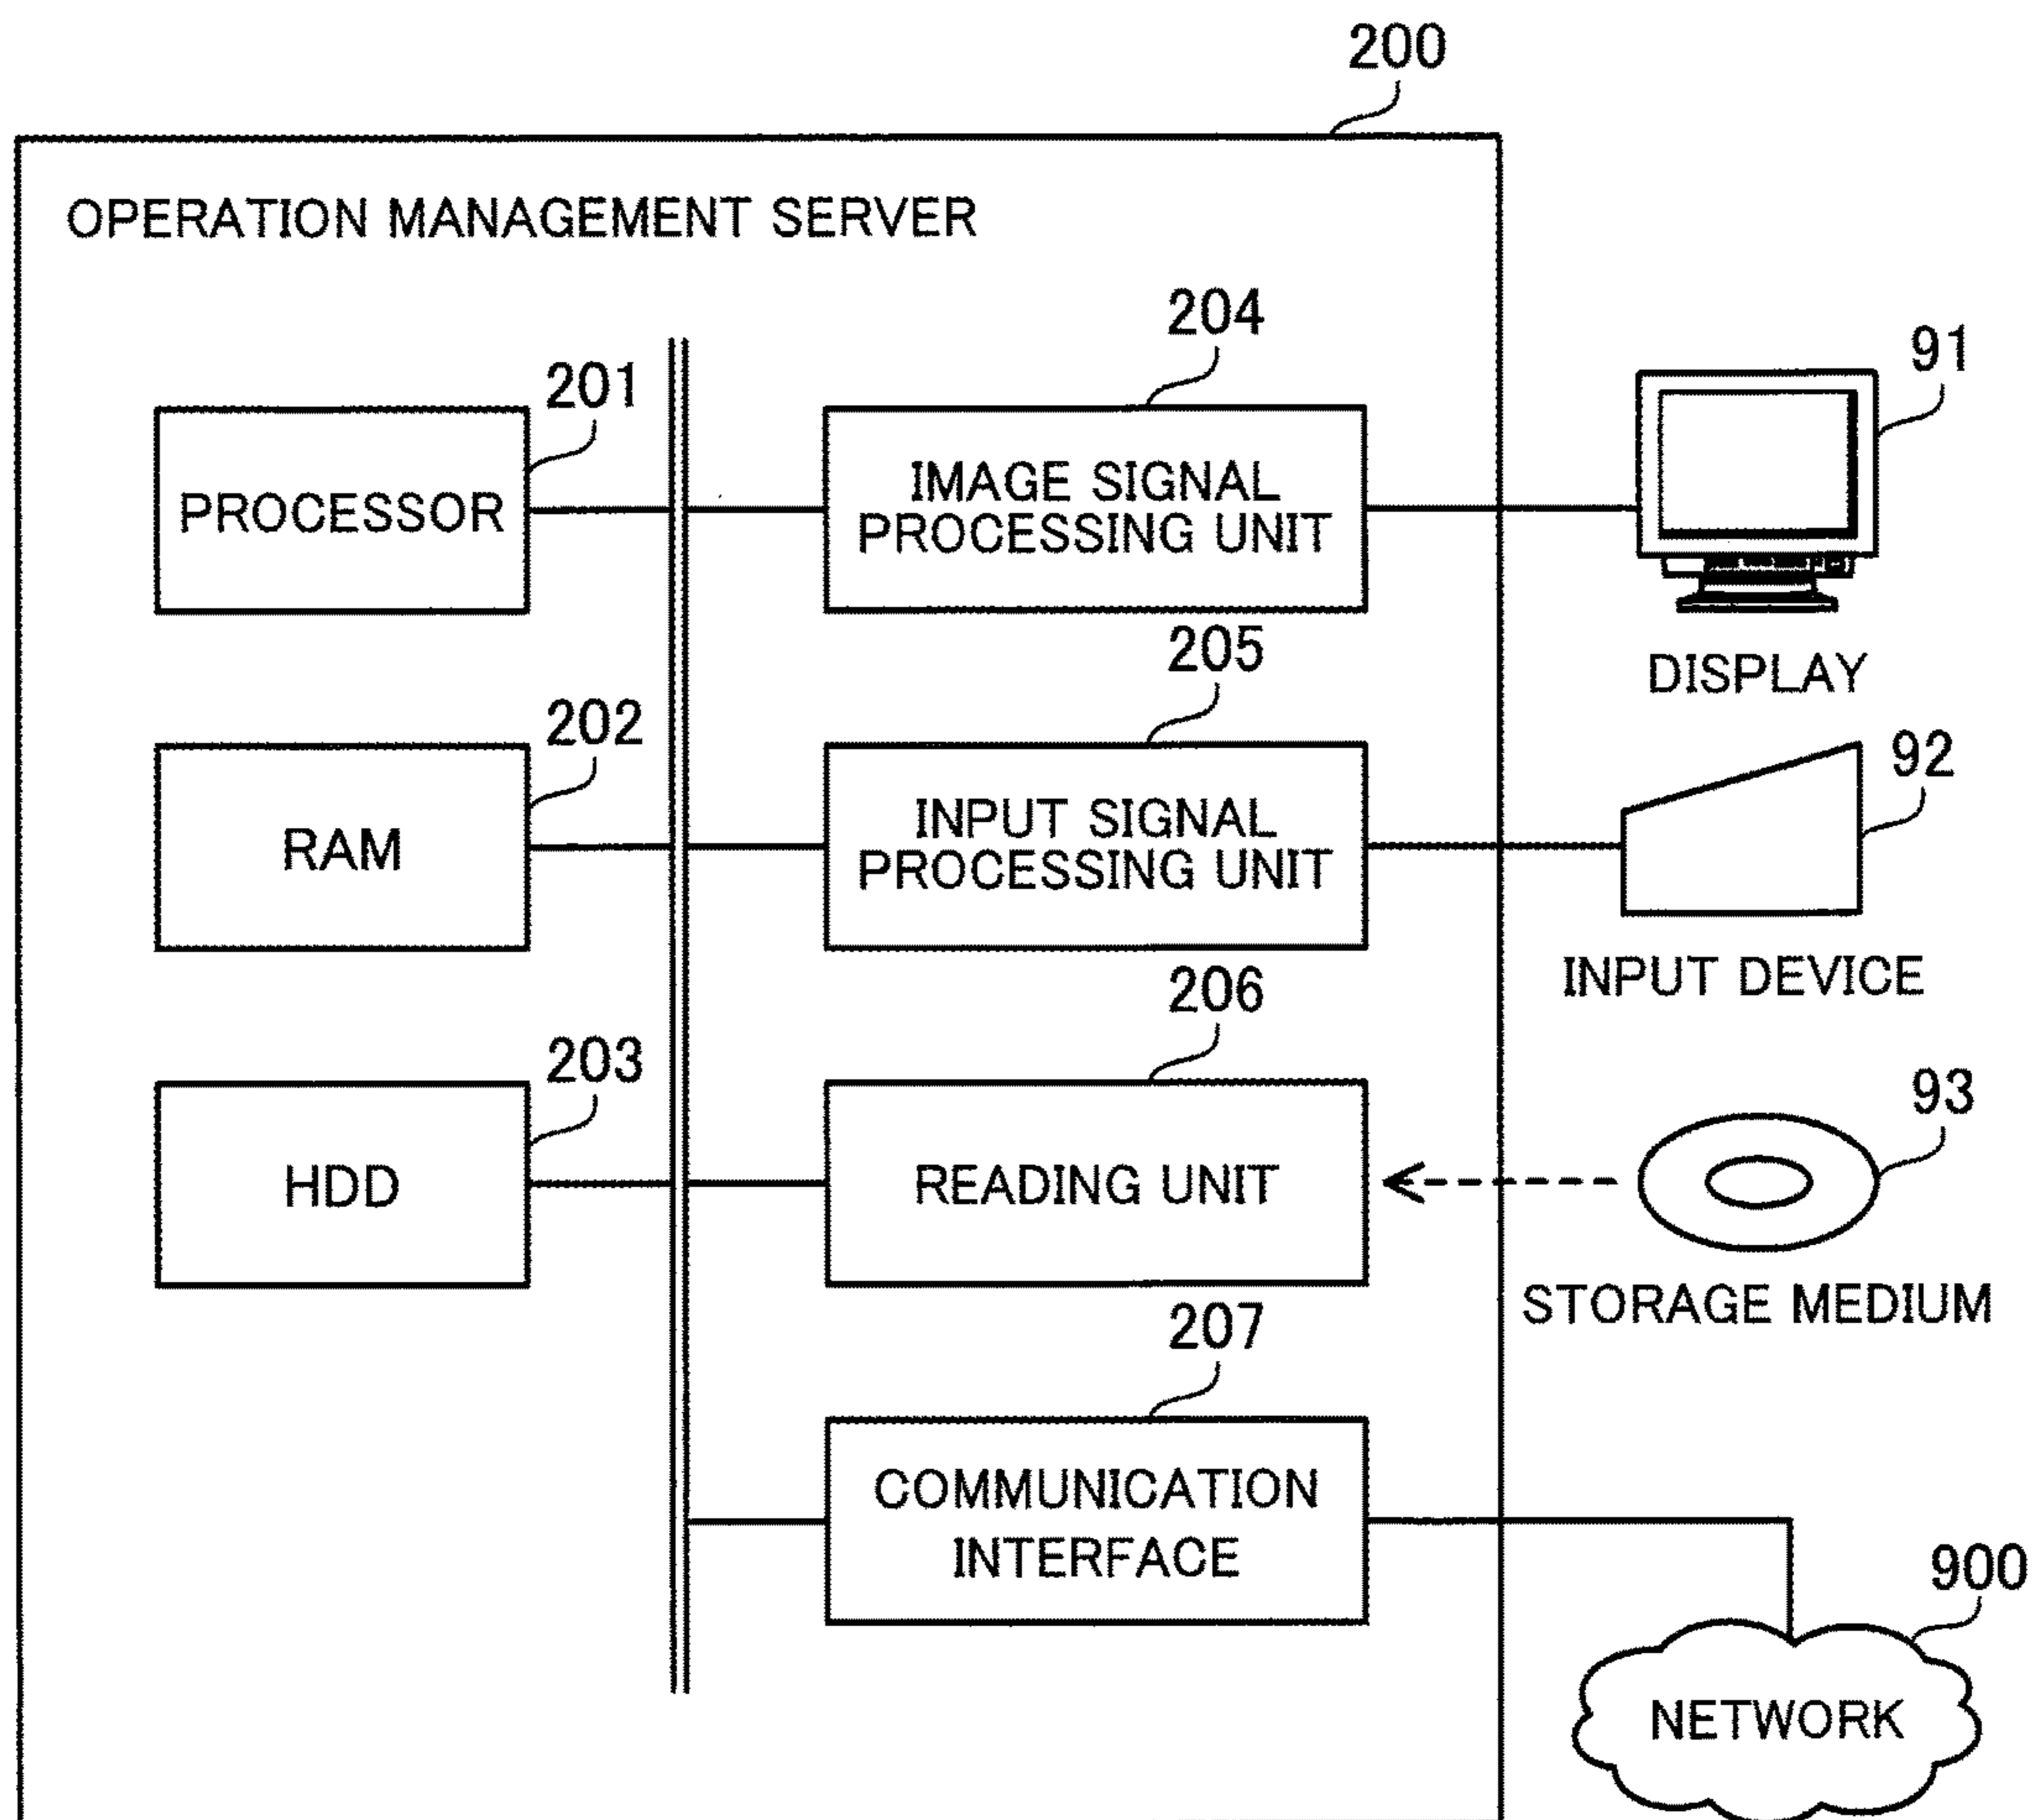 200
OPERATION MANAGEMENT SERVER
204
91
201
PROCESSOR
IMAGE SIGNAL
PROCESSING UNIT
DISPLAY
205
202
92
RAM
INPUT SIGNAL
PROCESSING UNIT
INPUT DEVICE
206
203
93
HDD
READING UNIT
STORAGE MEDIUM
207
COMMUNICATION
INTERFACE
900
NETWORK